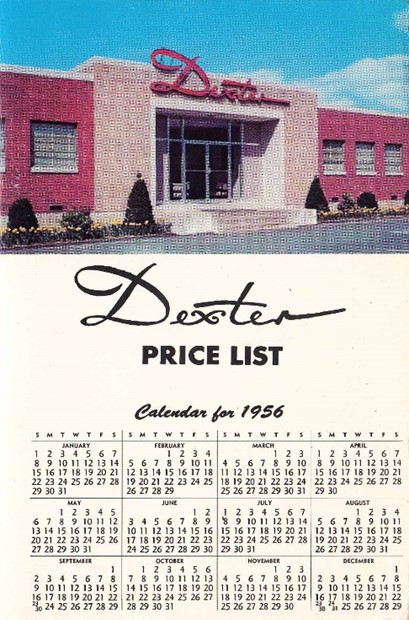 Dexter
Dexter
PRICE LIST
Calendar for 1956
S M T W T F S S M T W T F S S M T W T F S S M T W T F S
JANUARY FEBRUARY MARCH APRIL
1 2 3 4 5 6 7 1 2 3 4 1 2 3 1 2 3 4 5 6 7
8 9 10 11 12 13 14 5 6 7 8 9 10 11 4 5 6 7 8 9 10 8 9 10 11 12 13 14
15 16 17 18 19 20 21 12 13 14 15 16 17 18 11 12 13 14 15 16 17 15 16 17 18 19 20 21
22 23 24 25 26 27 28 19 20 21 22 23 24 25 18 19 20 21 22 23 24 22 23 24 25 26 27 28
29 30 31 26 27 28 29 25 26 27 28 29 30 31 29 30
MAY JUNE JULY AUGUST
1 2 3 4 5 1 2 1 2 3 4 5 6 7 1 2 3 4
6 7 8 9 10 11 12 3 4 5 6 7 8 9 8 9 10 11 12 13 14 5 6 7 8 9 10 11
13 14 15 16 17 18 19 10 11 12 13 14 15 16 15 16 17 18 19 20 21 12 13 14 15 16 17 18
20 21 22 23 24 25 26 17 18 19 20 21 22 23 22 23 24 25 26 27 28 19 20 21 22 23 24 25
27 28 29 30 31 24 25 26 27 28 29 30 29 30 31 26 27 28 29 30 31
SEPTEMBER OCTOBER NOVEMBER DECEMBER
1 1 2 3 4 5 6 1 2 3 1
2 3 4 5 6 7 8 7 8 9 10 11 12 13 4 5 6 7 8 9 10 2 3 4 5 6 7 8
9 10 11 12 13 14 15 14 15 16 17 18 19 20 11 12 13 14 15 16 17 9 10 11 12 13 14 15
16 17 18 19 20 21 22 21 22 23 24 25 26 27 18 19 20 21 22 23 24 16 17 18 19 20 21 22
23/30 24 25 26 27 28 29 28 29 30 31 25 26 27 28 29 30 23/30 24/31 25 26 27 28 29